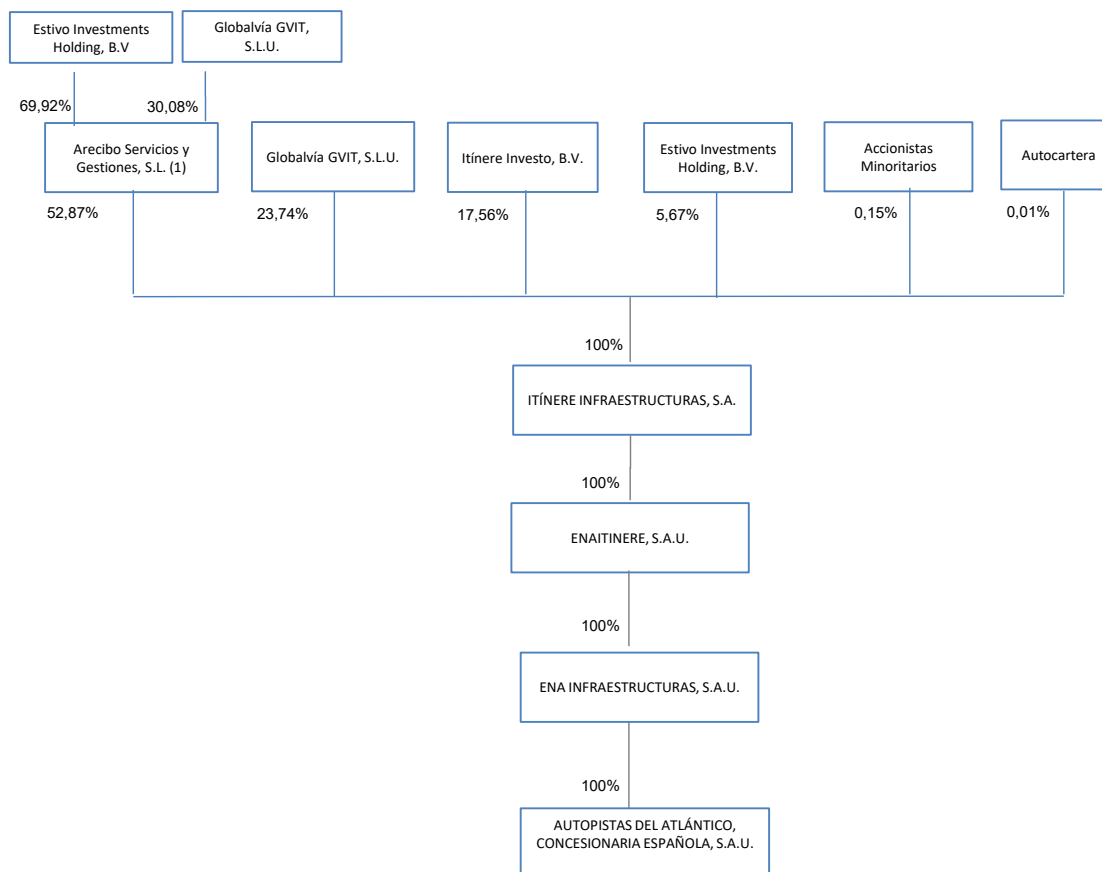 Estivo Investments
Holding, B.V
Globalvía GVIT,
S.L.U.
69,92%
30,08%
Arecibo Servicios y
Gestiones, S.L. (1)
Globalvía GVIT, S.L.U.
Itínere Investo, B.V.
Estivo Investments
Holding, B.V.
Accionistas
Minoritarios
Autocartera
52,87%
23,74%
17,56%
5,67%
0,15%
0,01%
100%
ITÍNERE INFRAESTRUCTURAS, S.A.
100%
ENAITINERE, S.A.U.
100%
ENA INFRAESTRUCTURAS, S.A.U.
100%
AUTOPISTAS DEL ATLÁNTICO,
CONCESIONARIA ESPAÑOLA, S.A.U.